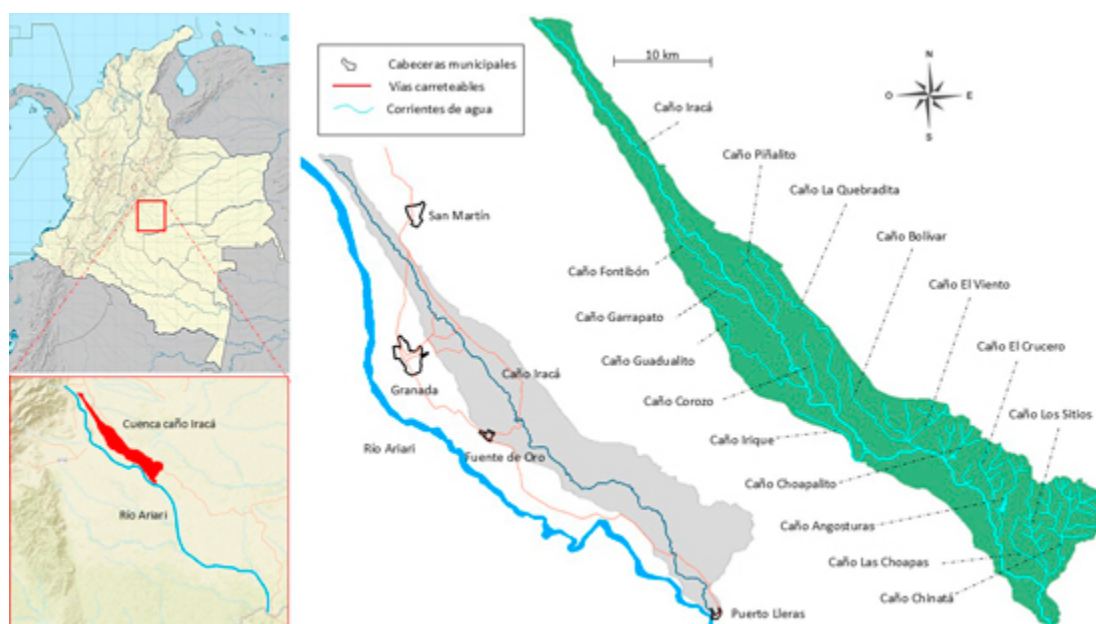 Cabeceras municipales
Vías carreteables
Corrientes de agua
10 km
N
O
E
S
Caño Iracá
Caño Piñalito
Caño La Quebradita
Caño Bolívar
Caño Fontibón
Caño El Viento
Caño Garrapato
Caño El Crucero
Caño Guadualito
Caño Corozo
Caño Los Sitios
Caño Irique
Caño Choapalito
Caño Angosturas
Caño Las Choapas
Caño Chinatá
San Martín
Granada
Caño Iracá
Río Ariari
Fuente de Oro
Puerto Lleras
Cuenca caño Iracá
Río Ariari